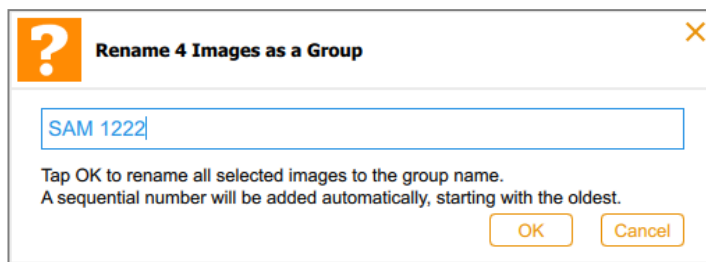 Rename 4 Images as a Group
SAM 1222
Tap OK to rename all selected images to the group name.
A sequential number will be added automatically, starting with the oldest.
OK Cancel